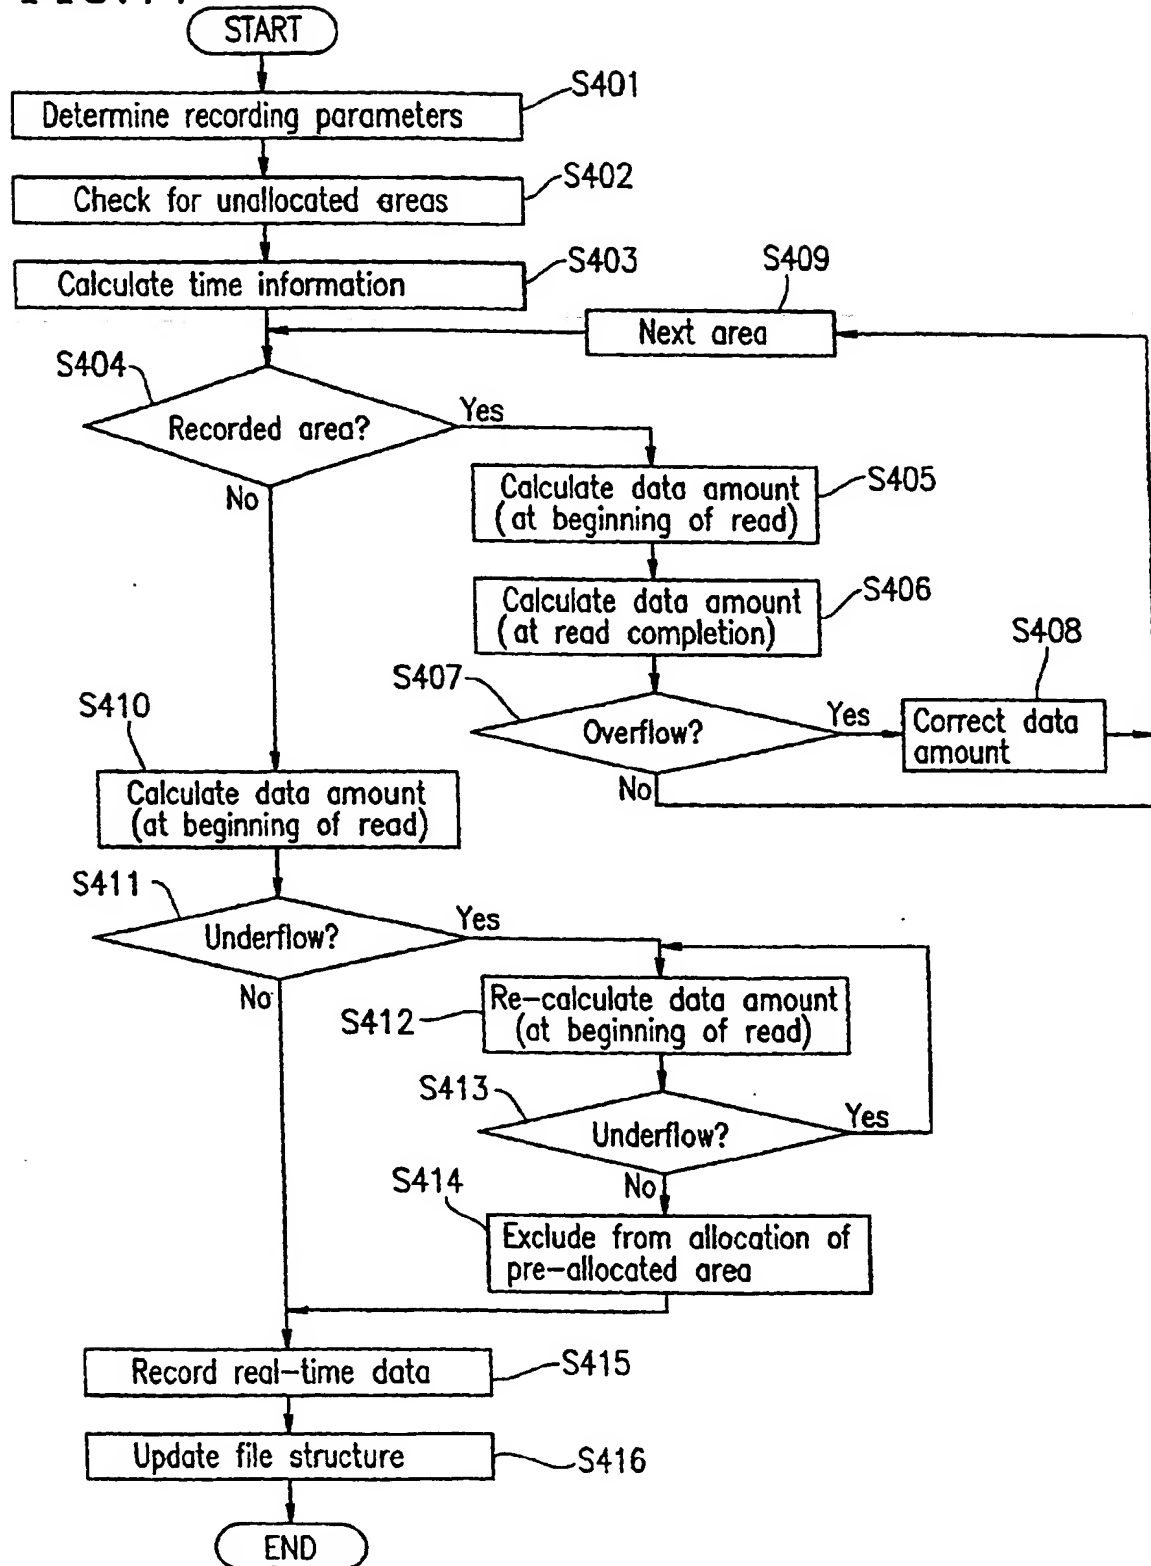 START
S401
Determine recording parameters
S402
Check for unallocated areas
S403
Calculate time information
S409
Next area
S404
Recorded area?
Yes
No
S405
Calculate data amount
(at beginning of read)
S406
Calculate data amount
(at read completion)
S407
Overflow?
Yes
No
S408
Correct data
amount
S410
Calculate data amount
(at beginning of read)
S411
Underflow?
Yes
No
S412
Re-calculate data amount
(at beginning of read)
S413
Underflow?
Yes
No
S414
Exclude from allocation of
pre-allocated area
S415
Record real-time data
S416
Update file structure
END